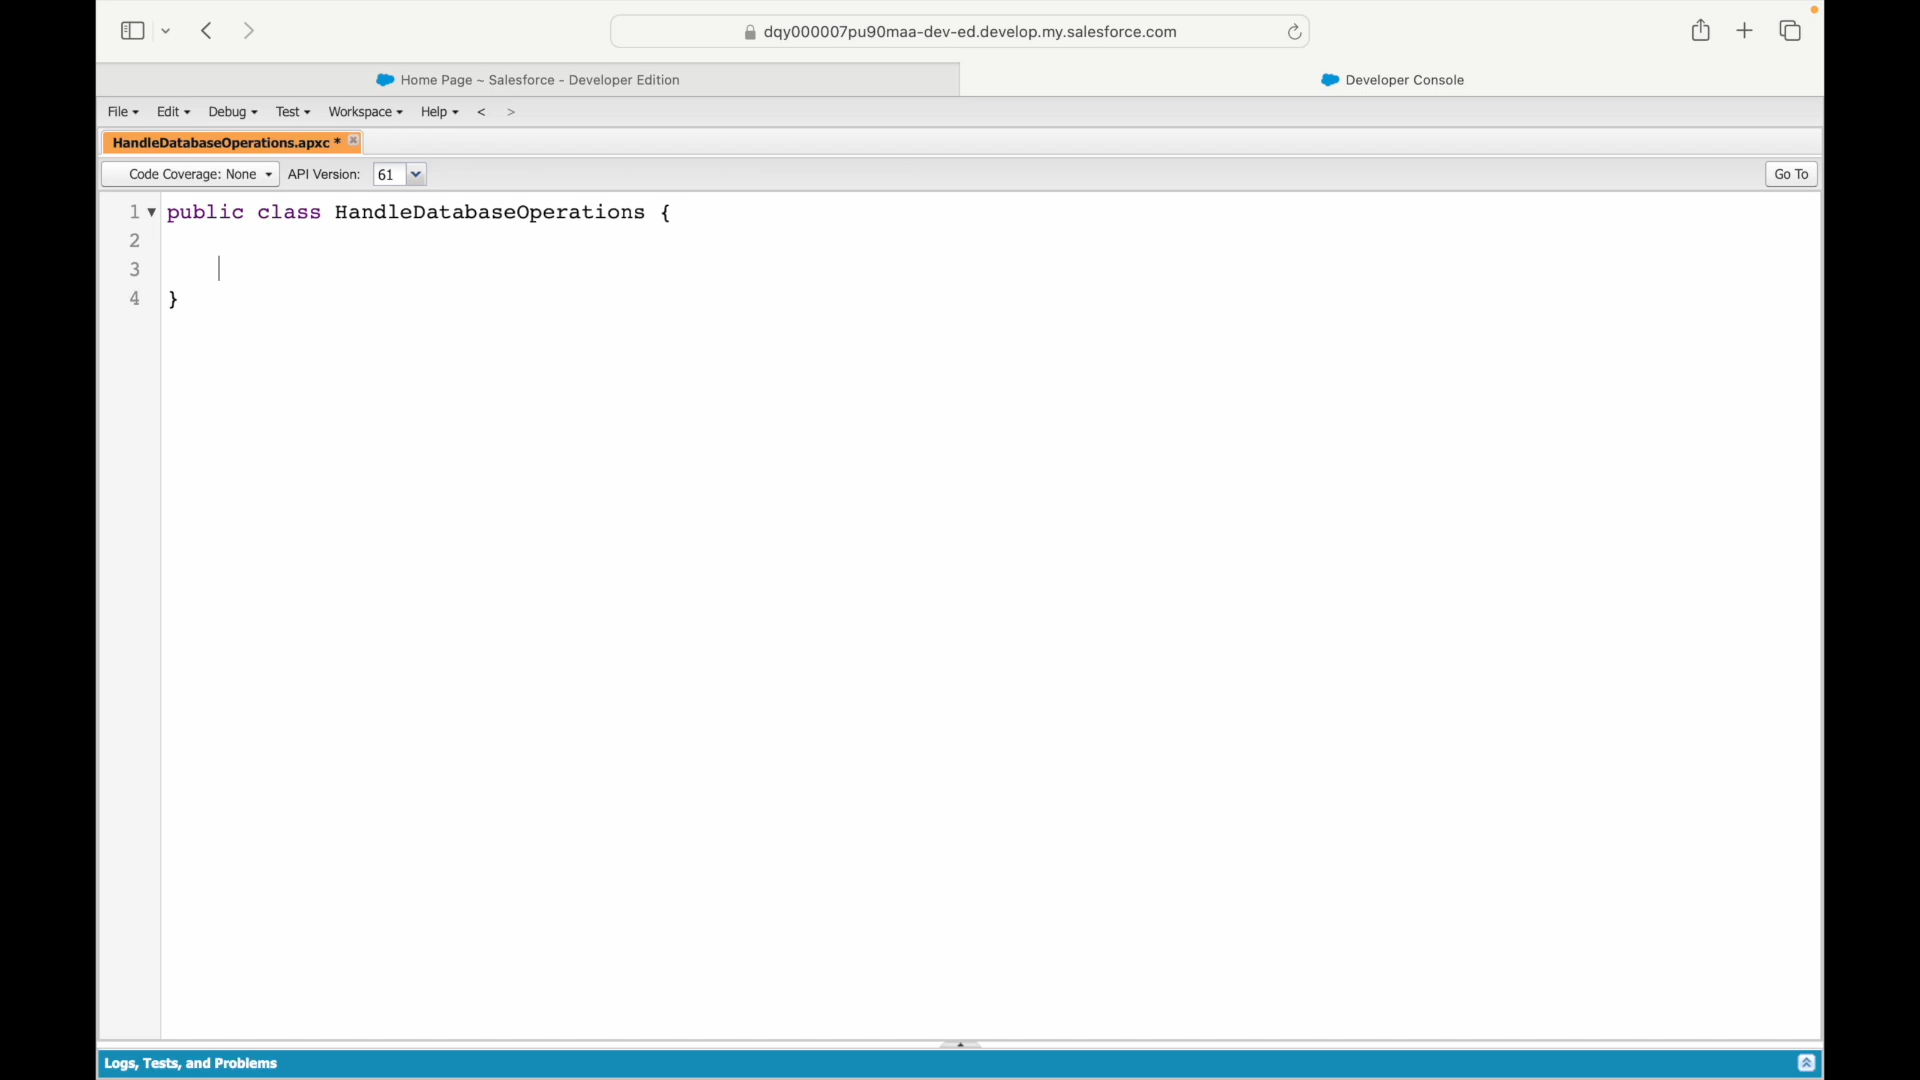 dqy000007pu90maa-dev-ed.develop.my.salesforce.com
Home Page ~ Salesforce - Developer Edition
Developer Console
File Edit Debug Test Workspace Help < >
HandleDatabaseOperations.apxc *
Code Coverage: None API Version: 61 Go To
1 public class HandleDatabaseOperations {
2
3
4 }
Logs, Tests, and Problems